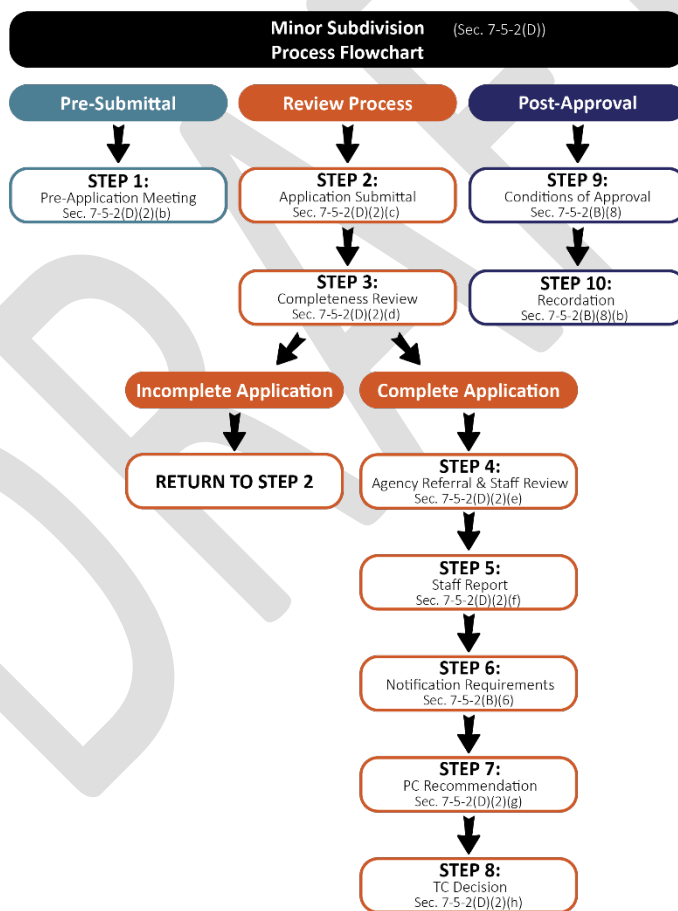 Minor Subdivision (Sec. 7-5-2(D))
Process Flowchart
Pre-Submittal
Review Process
Post-Approval
STEP 1:
Pre-Application Meeting
Sec. 7-5-2(D)(2)(b)
STEP 2:
Application Submittal
Sec. 7-5-2(D)(2)(c)
STEP 9:
Conditions of Approval
Sec. 7-5-2(B)(8)
STEP 3:
Completeness Review
Sec. 7-5-2(D)(2)(d)
STEP 10:
Recordation
Sec. 7-5-2(B)(8)(b)
Incomplete Application
Complete Application
RETURN TO STEP 2
STEP 4:
Agency Referral & Staff Review
Sec. 7-5-2(D)(2)(e)
STEP 5:
Staff Report
Sec. 7-5-2(D)(2)(f)
STEP 6:
Notification Requirements
Sec. 7-5-2(B)(6)
STEP 7:
PC Recommendation
Sec. 7-5-2(D)(2)(g)
STEP 8:
TC Decision
Sec. 7-5-2(D)(2)(h)
DRAF